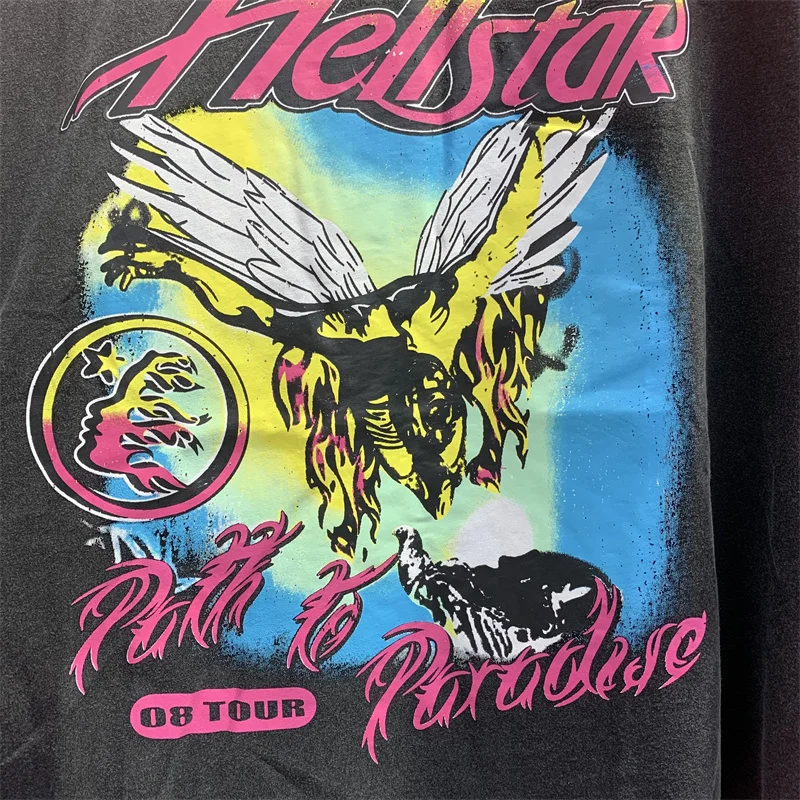 Hellstar
Path to
Paradise
08 TOUR